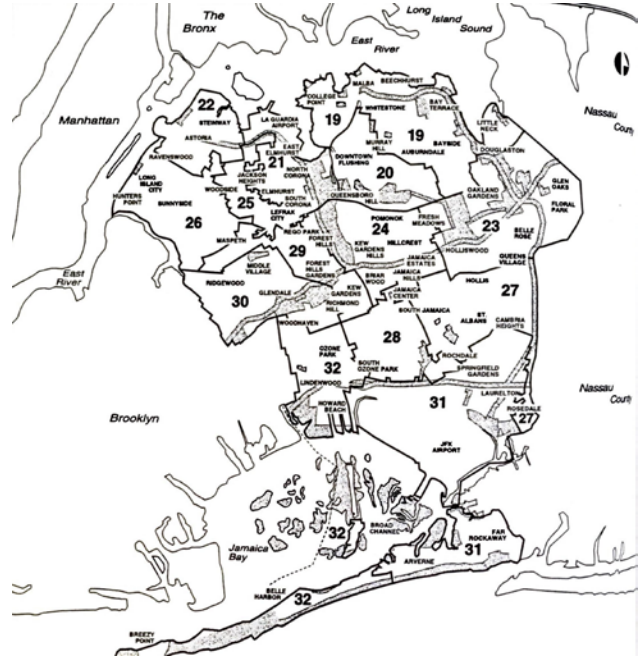 The
Bronx
Long
Island
Sound
East
River
Manhattan
Nassau
County
MALBA
BEECHHURST
COLLEGE
POINT
22
STEINWAY
LA GUARDIA
AIRPORT
19
WHITESTONE
BAY
TERRACE
LITTLE
NECK
ASTORIA
MURRAY
HILL
19
AUBURNDALE
BAYSIDE
DOUGLASTON
EAST
ELMHURST
21
RAVENSWOOD
NORTH
CORONA
DOWNTOWN
FLUSHING
20
GLEN
OAKS
LONG
ISLAND
CITY
WOODSIDE
JACKSON
HEIGHTS
ELMHURST
QUEENSBORO
HILL
OAKLAND
GARDENS
FLORAL
PARK
HUNTERS
POINT
SUNNYSIDE
25
SOUTH
CORONA
LEFRAK
CITY
POMONOK
24
FRESH
MEADOWS
23
BELLE
ROSE
26
MASPETH
REGO PARK
FOREST
HILLS
HILLCREST
KEW
GARDENS
HILLS
HOLLISWOOD
QUEENS
VILLAGE
29
JAMAICA
ESTATES
East
River
MIDDLE
VILLAGE
FOREST
HILLS
GARDENS
BRIAR
WOOD
JAMAICA
HILLS
HOLLIS
27
RIDGEWOOD
30
GLENDALE
KEW
GARDENS
JAMAICA
CENTER
RICHMOND
HILL
SOUTH JAMAICA
ST.
ALBANS
CAMBRIA
HEIGHTS
WOODHAVEN
28
OZONE
PARK
32
SOUTH
OZONE PARK
ROCHDALE
SPRINGFIELD
GARDENS
LINDENWOOD
31
LAURELTON
Nassau
County
HOWARD
BEACH
ROSEDALE
27
Brooklyn
JFK
AIRPORT
32
BROAD
CHANNEL
FAR
ROCKAWAY
31
Jamaica
Bay
ARVERNE
BELLE
HARBOR
32
BREEZY
POINT